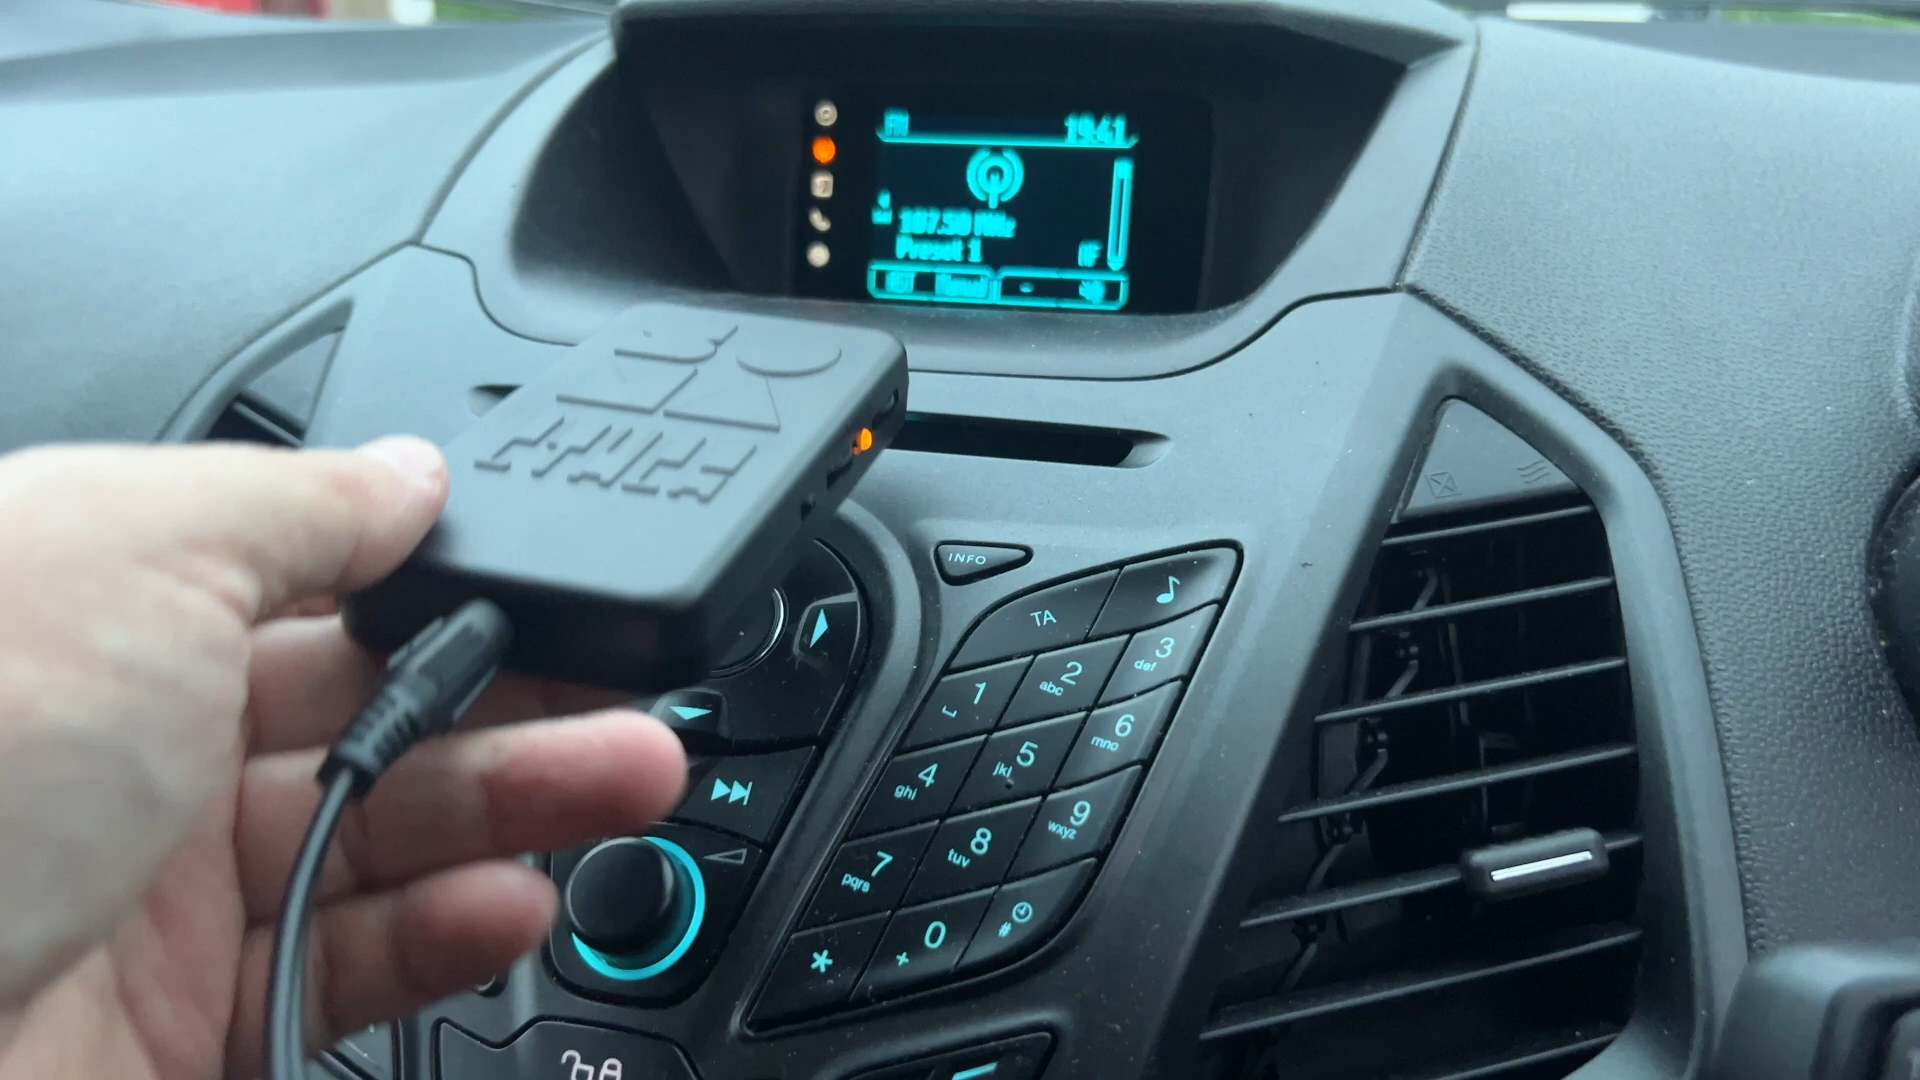 FM 19:41
107.50 MHz
Preset 1
AF
INFO
TA
1
2 abc
3 def
4 ghi
5 jkl
6 mno
7 pqrs
8 tuv
9 wxyz
*
0 +
#